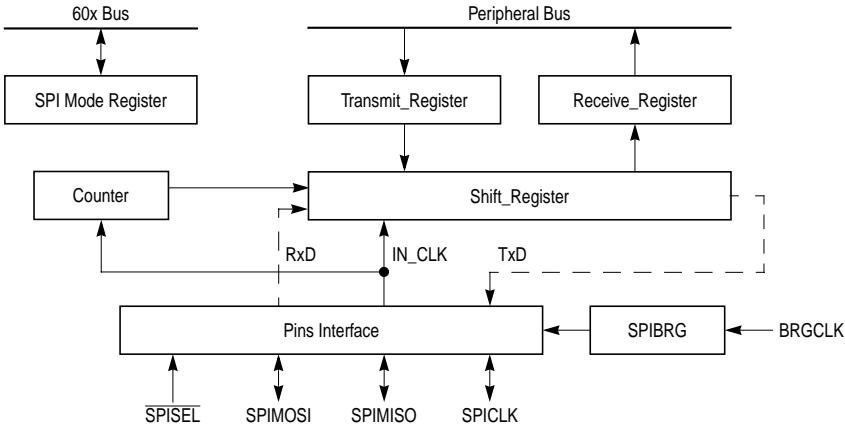 60x Bus
Peripheral Bus
SPI Mode Register
Transmit_Register
Receive_Register
Counter
Shift_Register
RxD
IN_CLK
TxD
Pins Interface
SPIBRG
BRGCLK
SPISEL
SPIMOSI
SPIMISO
SPICLK